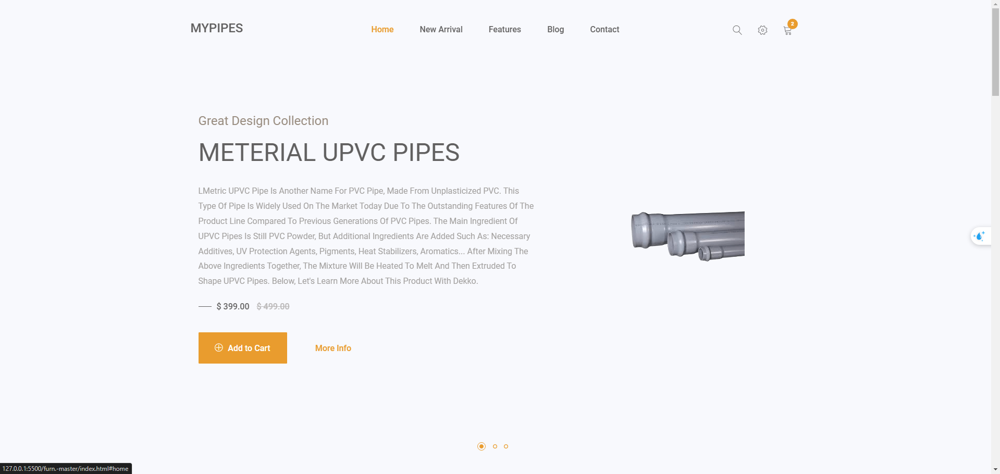 MYPIPES
Home
New Arrival
Features
Blog
Contact
2
Great Design Collection
METERIAL UPVC PIPES
LMetric UPVC Pipe Is Another Name For PVC Pipe, Made From Unplasticized PVC. This
Type Of Pipe Is Widely Used On The Market Today Due To The Outstanding Features Of The
Product Line Compared To Previous Generations Of PVC Pipes. The Main Ingredient Of
UPVC Pipes Is Still PVC Powder, But Additional Ingredients Are Added Such As: Necessary
Additives, UV Protection Agents, Pigments, Heat Stabilizers, Aromatics... After Mixing The
Above Ingredients Together, The Mixture Will Be Heated To Melt And Then Extruded To
Shape UPVC Pipes. Below, Let's Learn More About This Product With Dekko.
$ 399.00 $ 499.00
Add to Cart
More Info
127.0.0.1:5500/furn.-master/index.html#home